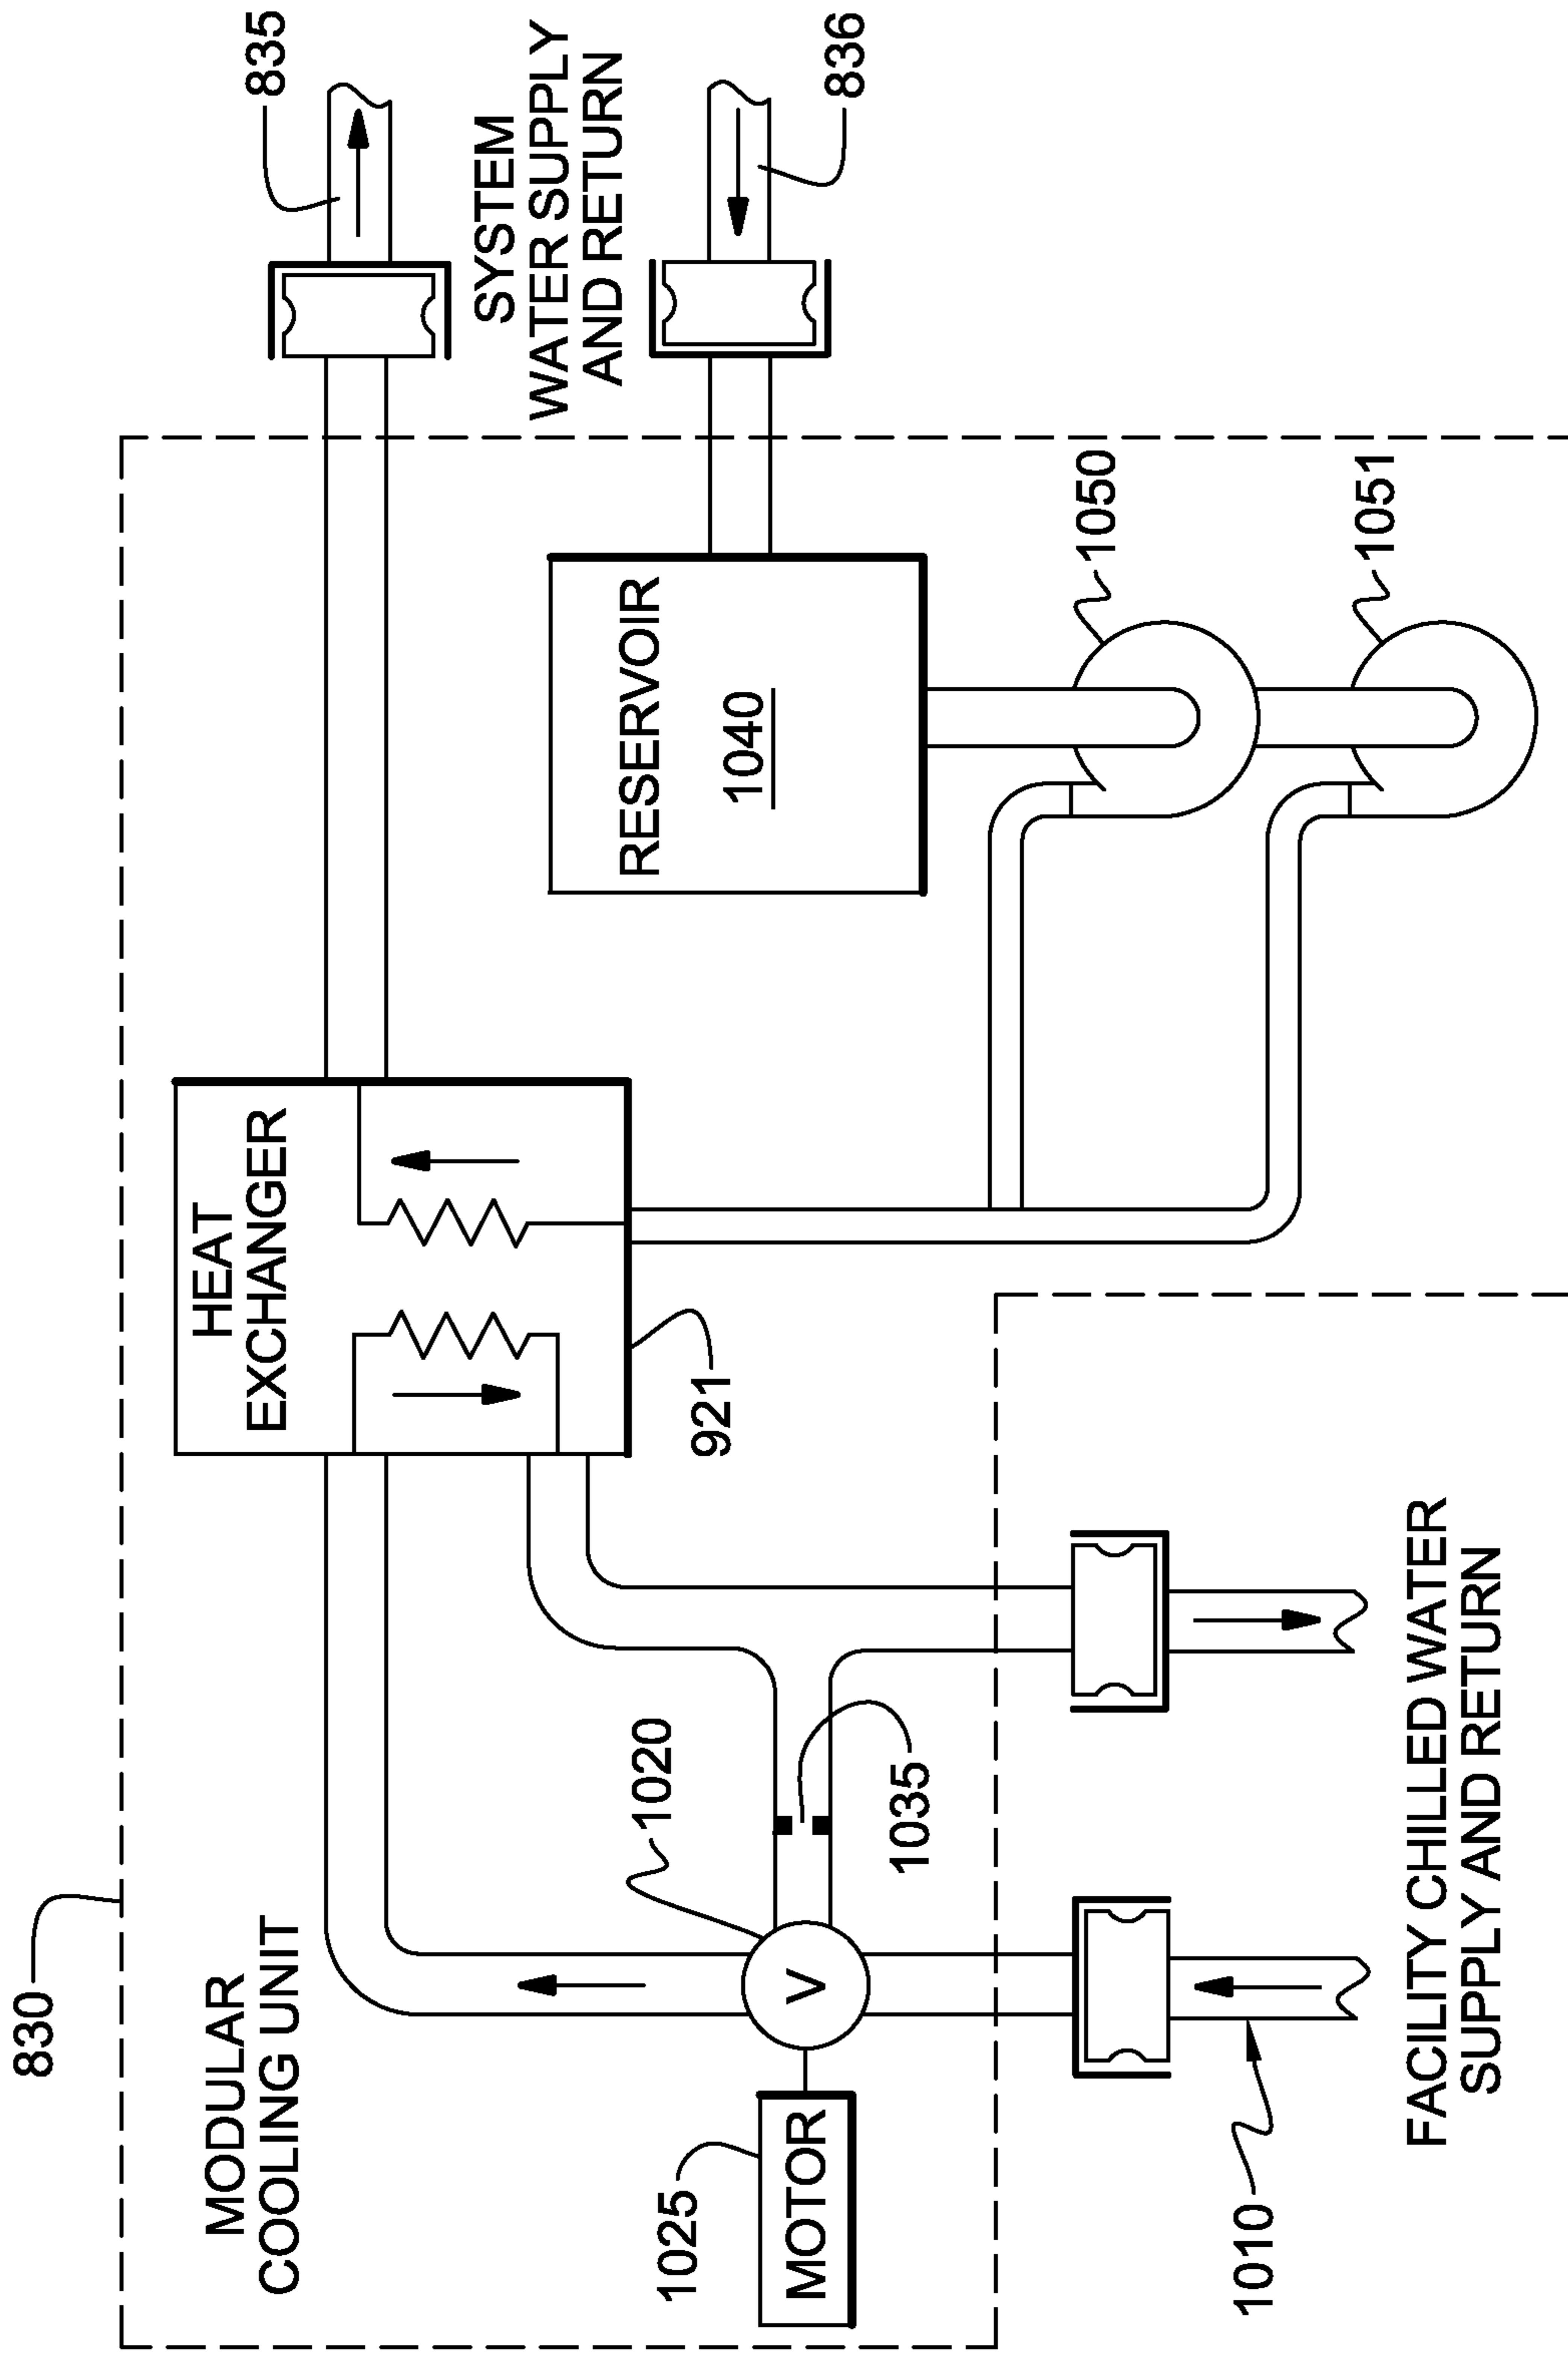 830
MODULAR
COOLING UNIT
HEAT
EXCHANGER
835
SYSTEM
WATER SUPPLY
AND RETURN
836
1025
MOTOR
V
1020
1035
921
RESERVOIR
1040
1050
1051
1010
FACILITY CHILLED WATER
SUPPLY AND RETURN